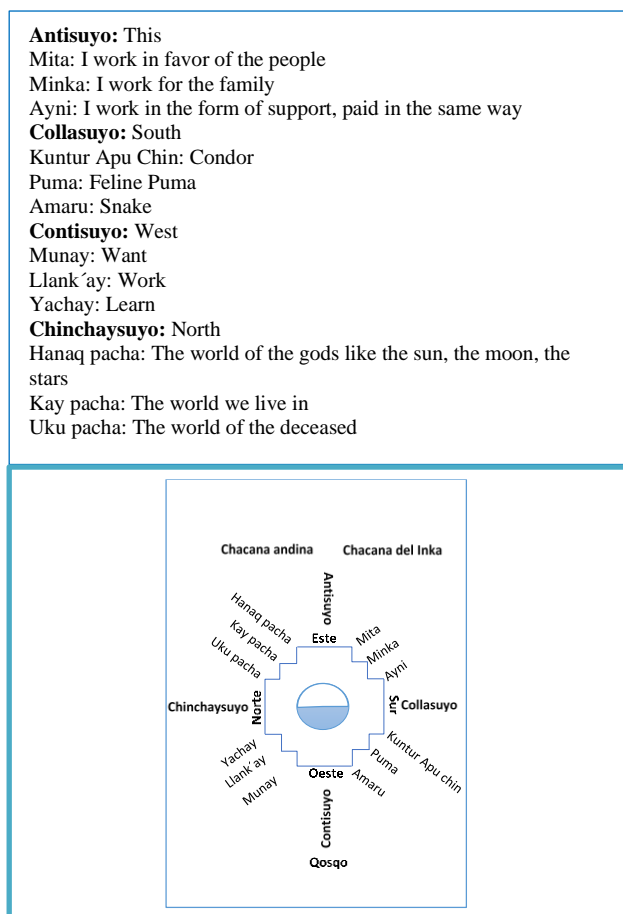 Antisuyo: This
Mita: I work in favor of the people
Minka: I work for the family
Ayni: I work in the form of support, paid in the same way
Collasuyo: South
Kuntur Apu Chin: Condor
Puma: Feline Puma
Amaru: Snake
Contisuyo: West
Munay: Want
Llank´ay: Work
Yachay: Learn
Chinchaysuyo: North
Hanaq pacha: The world of the gods like the sun, the moon, the
stars
Kay pacha: The world we live in
Uku pacha: The world of the deceased
Chacana andina
Chacana del Inka
Antisuyo
Este
Hanaq pacha
Kay pacha
Uku pacha
Mita
Minka
Ayni
Chinchaysuyo
Norte
Sur
Collasuyo
Yachay
Llank´ay
Munay
Kuntur Apu chin
Puma
Amaru
Oeste
Contisuyo
Qosqo